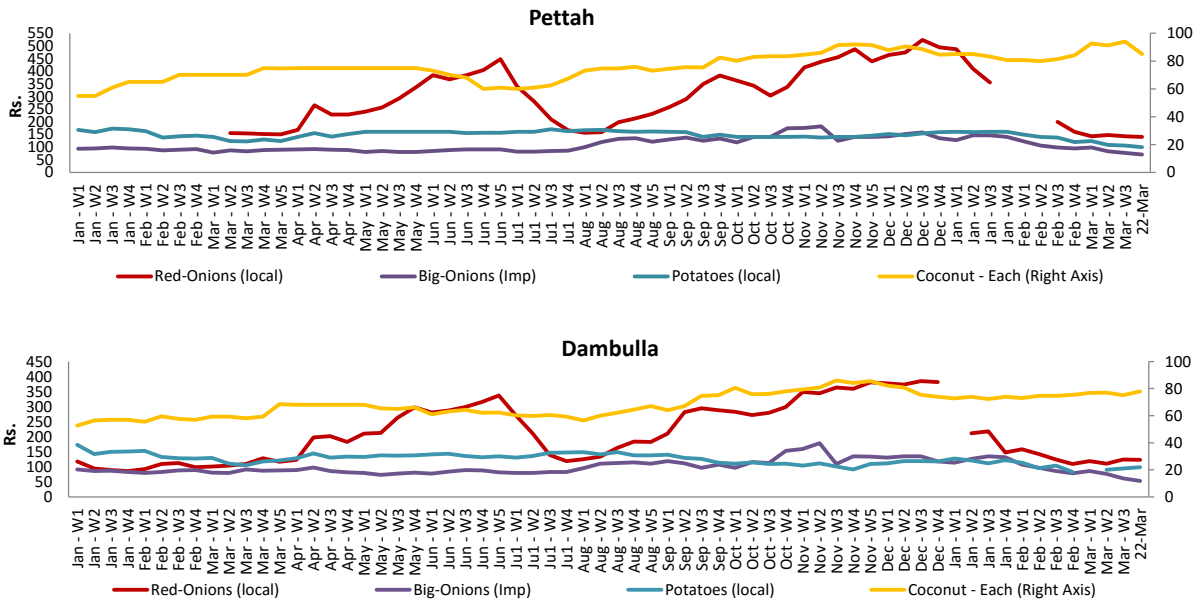 Pettah
550
500
450
400
350
300
250
200
150
100
50
0
Rs.
100
80
60
40
20
0
Jan - W1
Jan - W2
Jan - W3
Jan - W4
Feb - W1
Feb - W2
Feb - W3
Feb - W4
Mar - W1
Mar - W2
Mar - W3
Mar - W4
Mar - W5
Apr - W1
Apr - W2
Apr - W3
Apr - W4
May - W1
May - W2
May - W3
May - W4
Jun - W1
Jun - W2
Jun - W3
Jun - W4
Jun - W5
Ju1 - W1
Jul - W2
Jul - W3
Jul - W4
Aug - W1
Aug - W2
Aug - W3
Aug - W4
Aug - W5
Sep - W1
Sep - W2
Sep - W3
Sep - W4
Oct - W1
Oct - W2
Oct - W3
Oct - W4
Nov - W1
Nov - W2
Nov - W3
Nov - W4
Nov - W5
Dec - W1
Dec - W2
Dec - W3
Dec - W4
Jan - W1
Jan - W2
Jan - W3
Jan - W4
Feb - W1
Feb - W2
Feb - W3
Feb - W4
Mar - W1
Mar - W2
Mar - W3
22-Mar
Red-Onions (local)
Big-Onions (Imp)
Potatoes (local)
Coconut - Each (Right Axis)
Dambulla
450
400
350
300
250
200
150
100
50
0
Rs.
100
80
60
40
20
0
Jan - W1
Jan - W2
Jan - W3
Jan - W4
Feb - W1
Feb - W2
Feb - W3
Feb - W4
Mar - W1
Mar - W2
Mar - W3
Mar - W4
Mar - W5
Apr - W1
Apr - W2
Apr - W3
Apr - W4
May - W1
May - W2
May - W3
May - W4
Jun - W1
Jun - W2
Jun - W3
Jun - W4
Jun - W5
Ju1 - W1
Jul - W2
Jul - W3
Jul - W4
Aug - W1
Aug - W2
Aug - W3
Aug - W4
Aug - W5
Sep - W1
Sep - W2
Sep - W3
Sep - W4
Oct - W1
Oct - W2
Oct - W3
Oct - W4
Nov - W1
Nov - W2
Nov - W3
Nov - W4
Nov - W5
Dec - W1
Dec - W2
Dec - W3
Dec - W4
Jan - W1
Jan - W2
Jan - W3
Jan - W4
Feb - W1
Feb - W2
Feb - W3
Feb - W4
Mar - W1
Mar - W2
Mar - W3
22-Mar
Red-Onions (local)
Big-Onions (Imp)
Potatoes (local)
Coconut - Each (Right Axis)